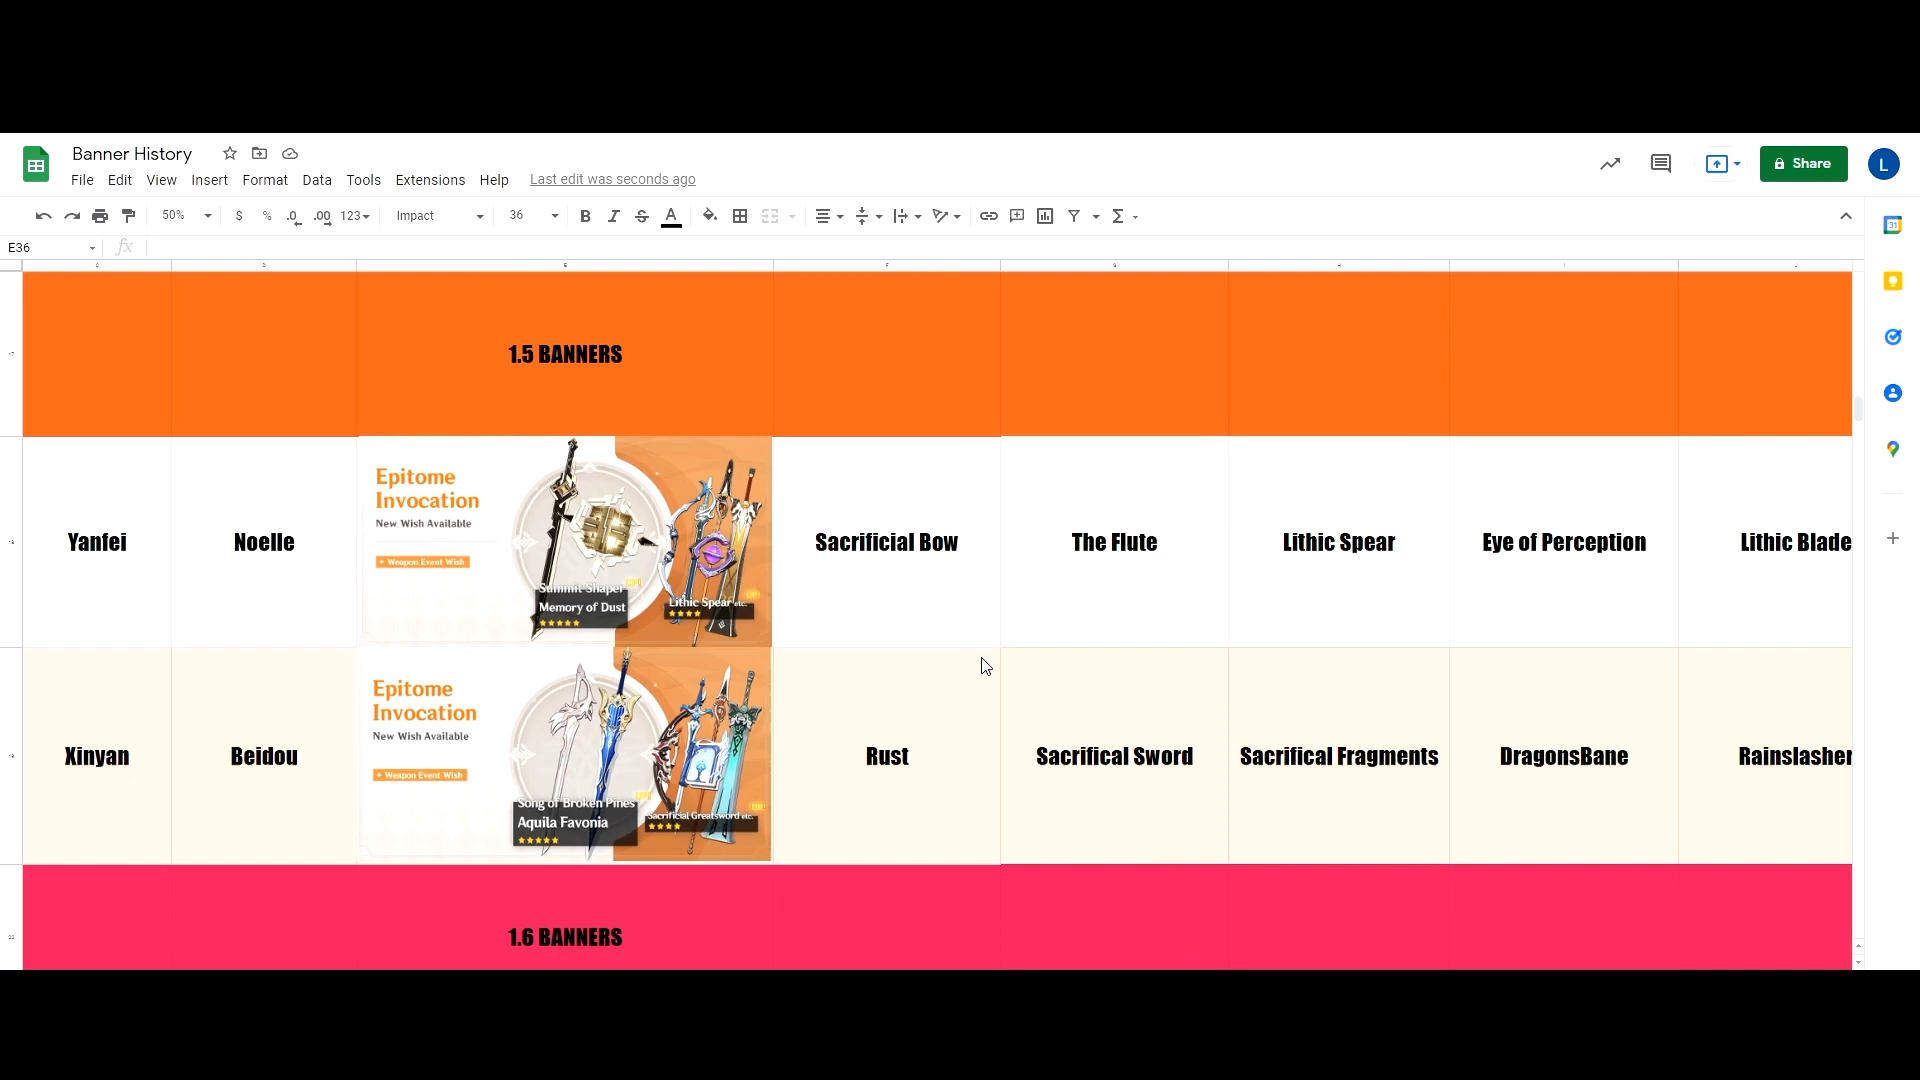 Banner History
File Edit View Insert Format Data Tools Extensions Help Last edit was seconds ago
Share
L
50% $ % .0 .00 123 Impact 36 B I S A
E36 fx
1.5 BANNERS
Yanfei
Noelle
Epitome
Invocation
New Wish Available
+ Weapon Event Wish
Summit Shaper
Memory of Dust
Lithic Spear etc.
Sacrificial Bow
The Flute
Lithic Spear
Eye of Perception
Lithic Blade
Xinyan
Beidou
Epitome
Invocation
New Wish Available
+ Weapon Event Wish
Song of Broken Pines
Aquila Favonia
Sacrificial Greatsword etc.
Rust
Sacrifical Sword
Sacrifical Fragments
DragonsBane
Rainslasher
1.6 BANNERS